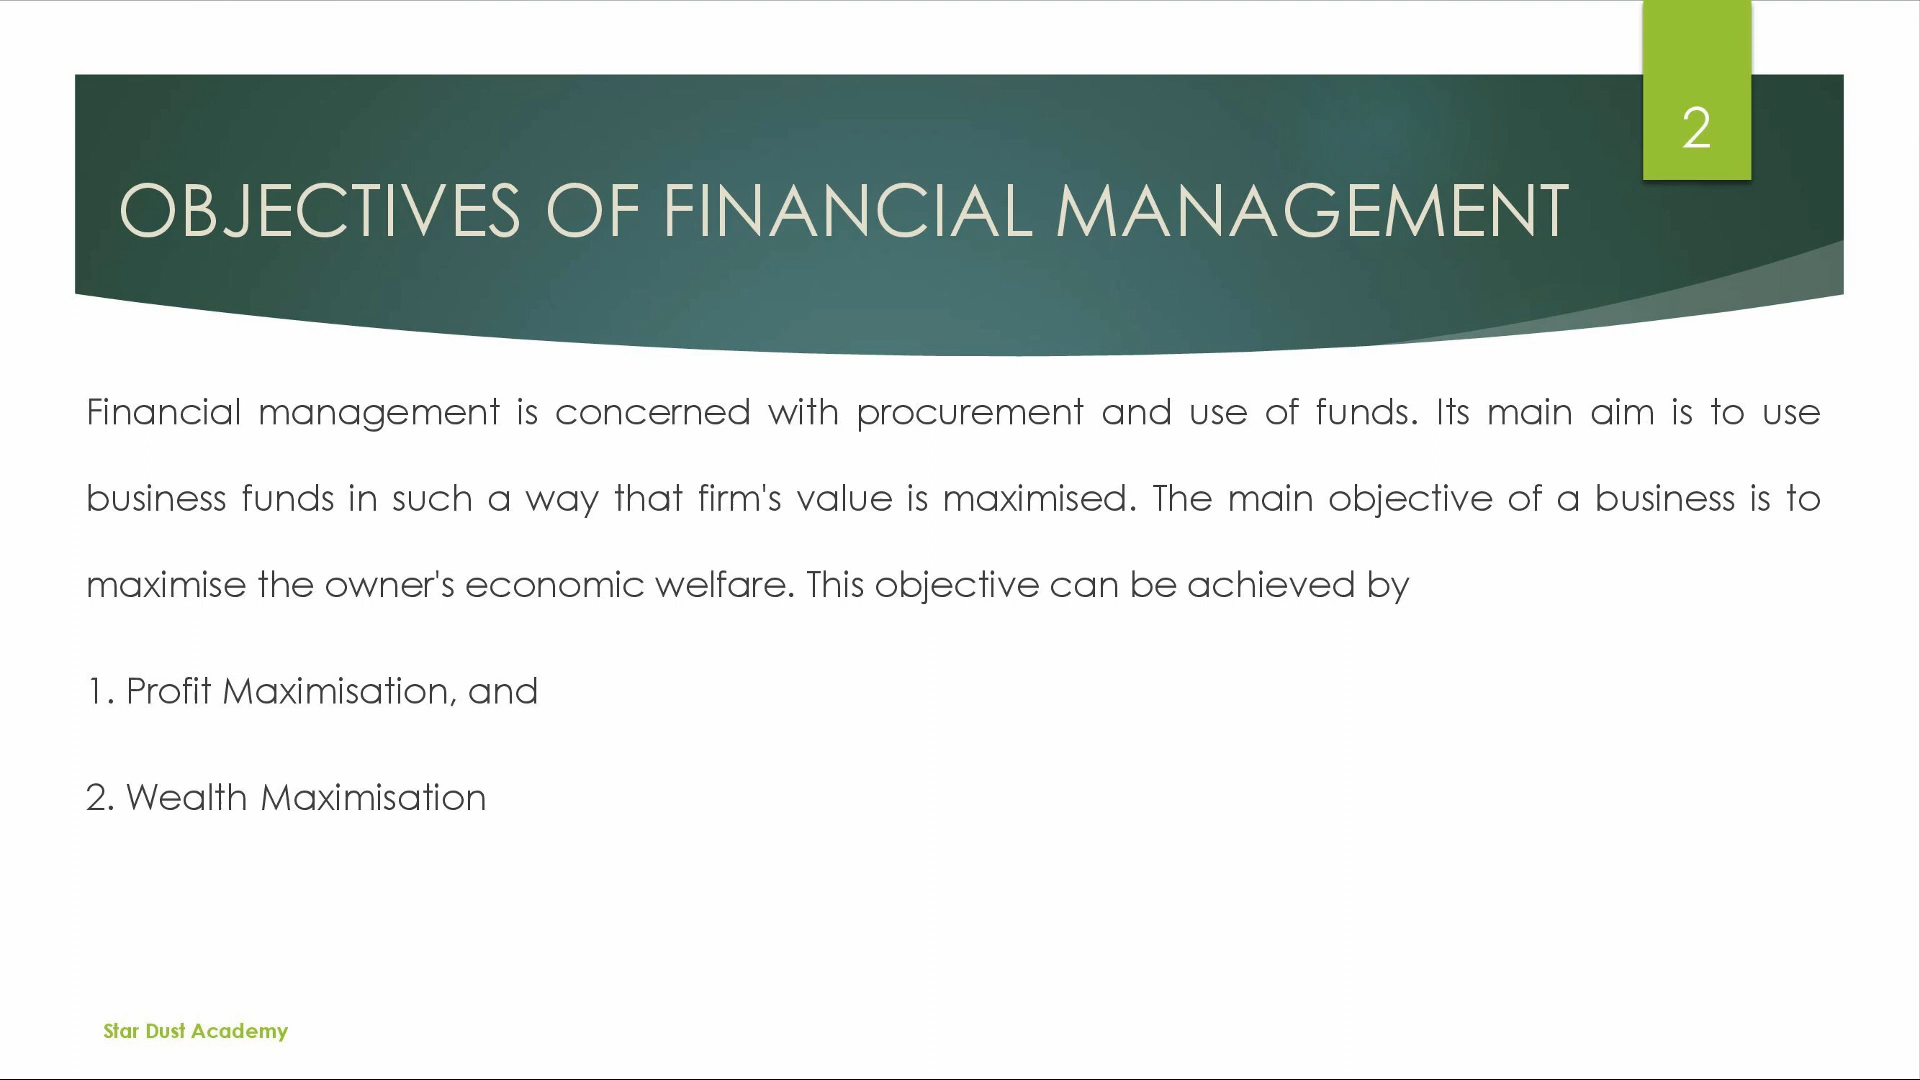 2
OBJECTIVES OF FINANCIAL MANAGEMENT
Financial management is concerned with procurement and use of funds. Its main aim is to use
business funds in such a way that firm's value is maximised. The main objective of a business is to
maximise the owner's economic welfare. This objective can be achieved by
1. Profit Maximisation, and
2. Wealth Maximisation
Star Dust Academy